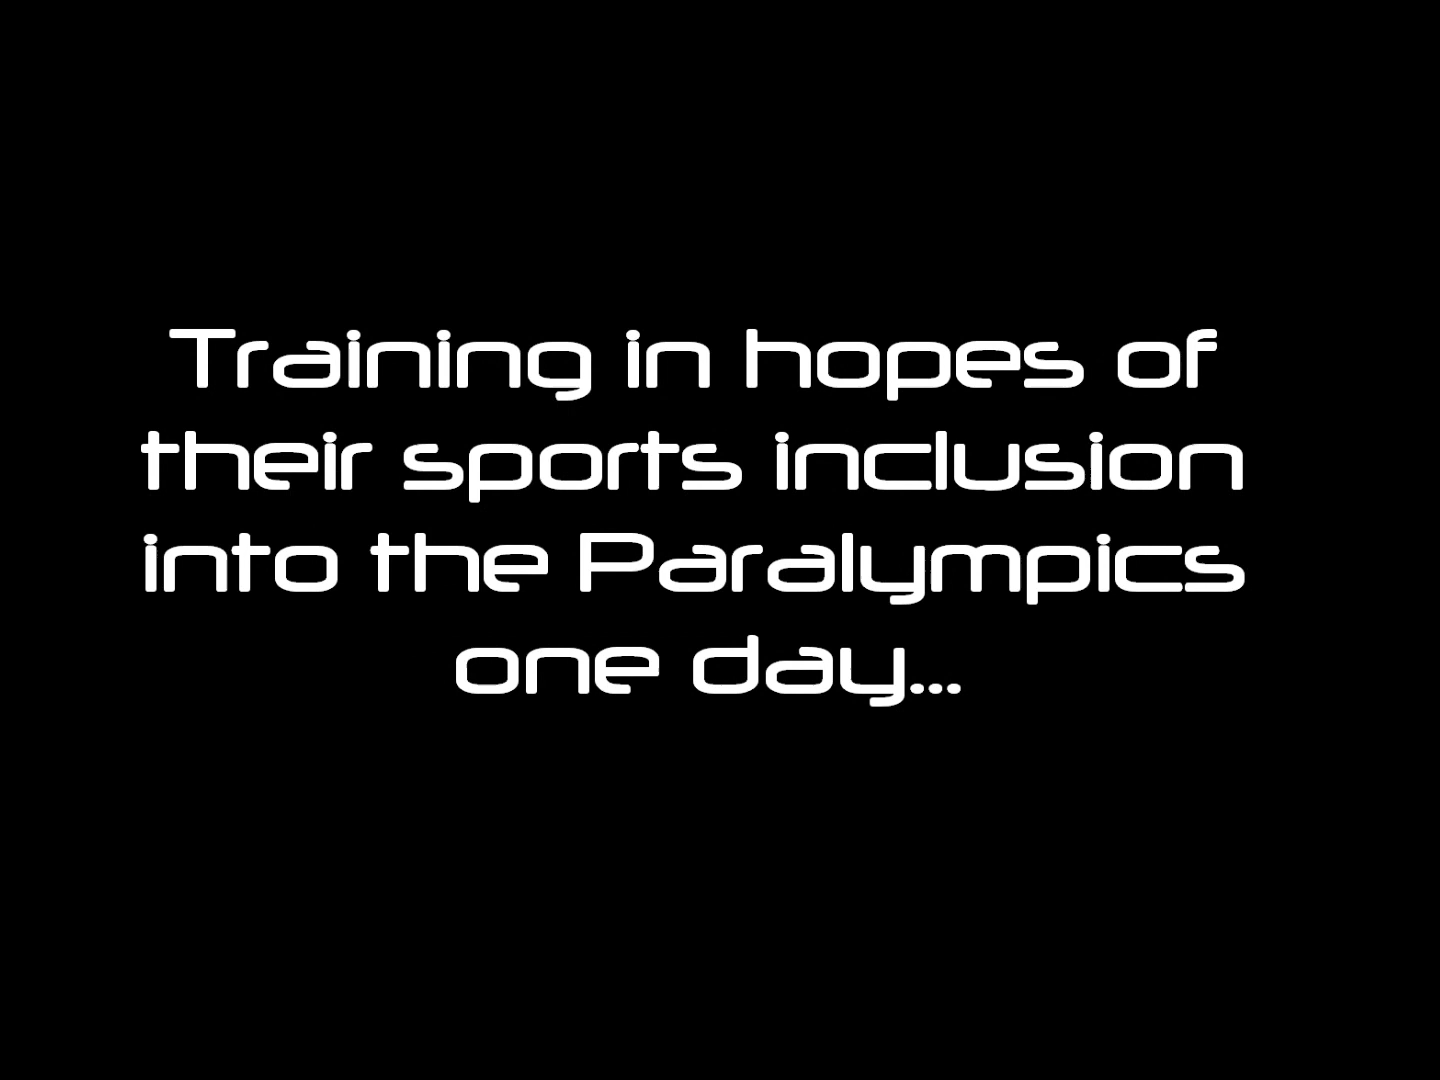 Training in hopes of
their sports inclusion
into the Paralympics
one day...